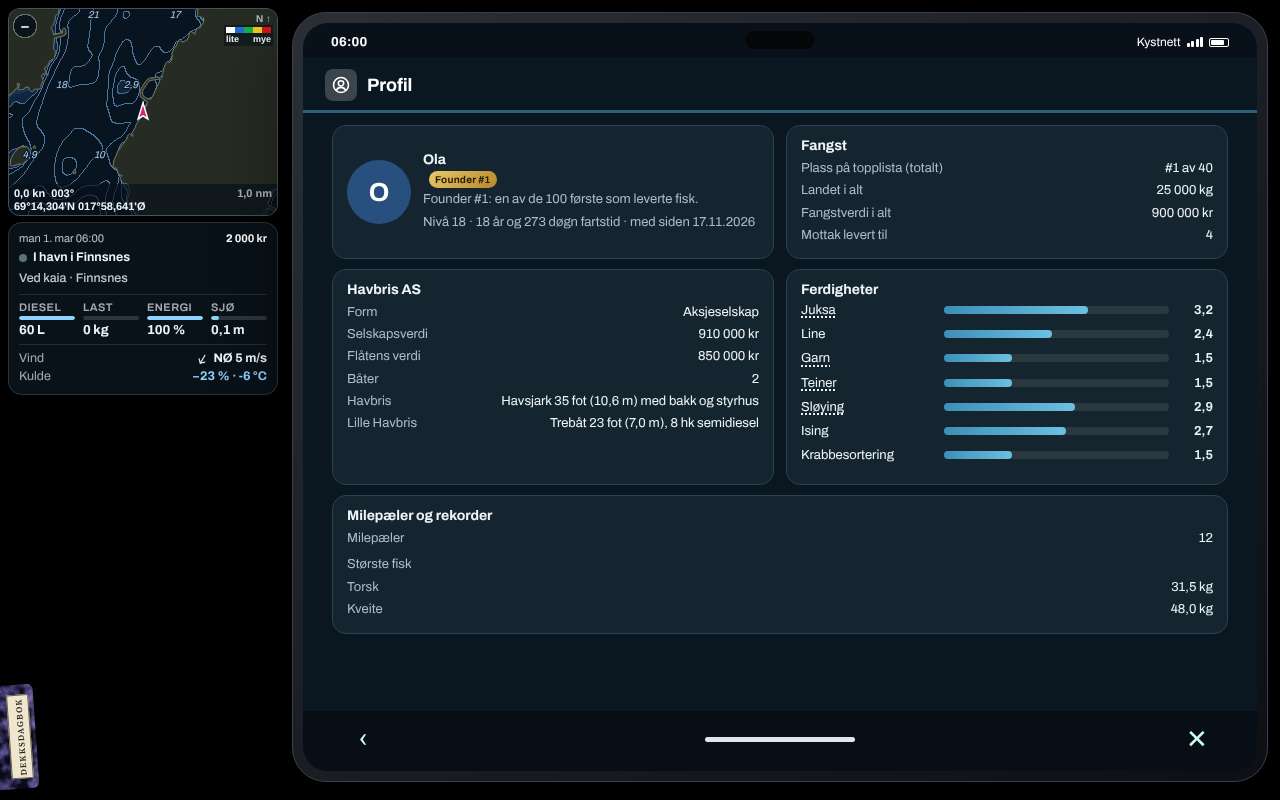 21
17
N ↑
lite mye
18
2,9
4,9
10
0,0 kn 003°
1,0 nm
69°14,304'N 017°58,641'Ø
man 1. mar 06:00
2 000 kr
I havn i Finnsnes
Ved kaia · Finnsnes
DIESEL LAST ENERGI SJØ
60 L 0 kg 100 % 0,1 m
Vind NØ 5 m/s
Kulde −23 % · -6 °C
DEKKSDAGBOK
06:00
Kystnett
Profil
O
Ola
Founder #1
Founder #1: en av de 100 første som leverte fisk.
Nivå 18 · 18 år og 273 døgn fartstid · med siden 17.11.2026
Fangst
Plass på topplista (totalt) #1 av 40
Landet i alt 25 000 kg
Fangstverdi i alt 900 000 kr
Mottak levert til 4
Havbris AS
Form Aksjeselskap
Selskapsverdi 910 000 kr
Flåtens verdi 850 000 kr
Båter 2
Havbris Havsjark 35 fot (10,6 m) med bakk og styrhus
Lille Havbris Trebåt 23 fot (7,0 m), 8 hk semidiesel
Ferdigheter
Juksa 3,2
Line 2,4
Garn 1,5
Teiner 1,5
Sløying 2,9
Ising 2,7
Krabbesortering 1,5
Milepæler og rekorder
Milepæler 12
Største fisk
Torsk 31,5 kg
Kveite 48,0 kg